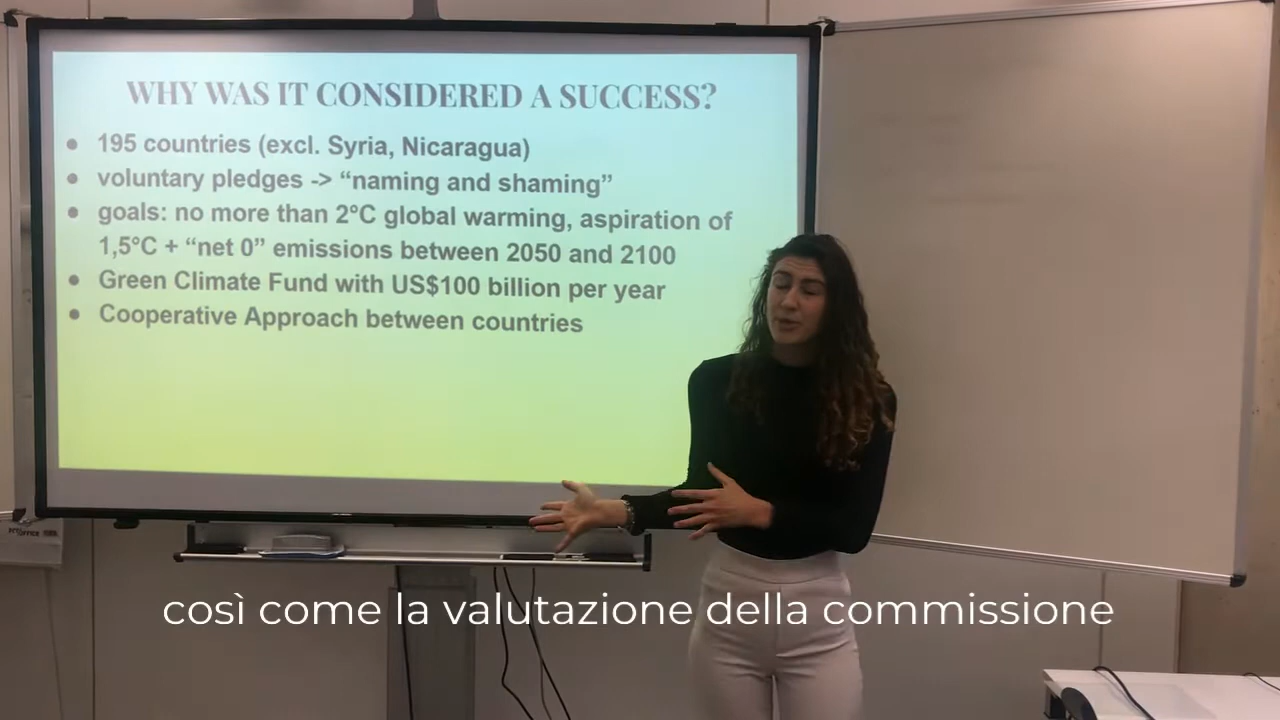 WHY WAS IT CONSIDERED A SUCCESS?
● 195 countries (excl. Syria, Nicaragua)
● voluntary pledges -> “naming and shaming”
● goals: no more than 2ºC global warming, aspiration of
1,5ºC + “net 0” emissions between 2050 and 2100
● Green Climate Fund with US$100 billion per year
● Cooperative Approach between countries
così come la valutazione della commissione